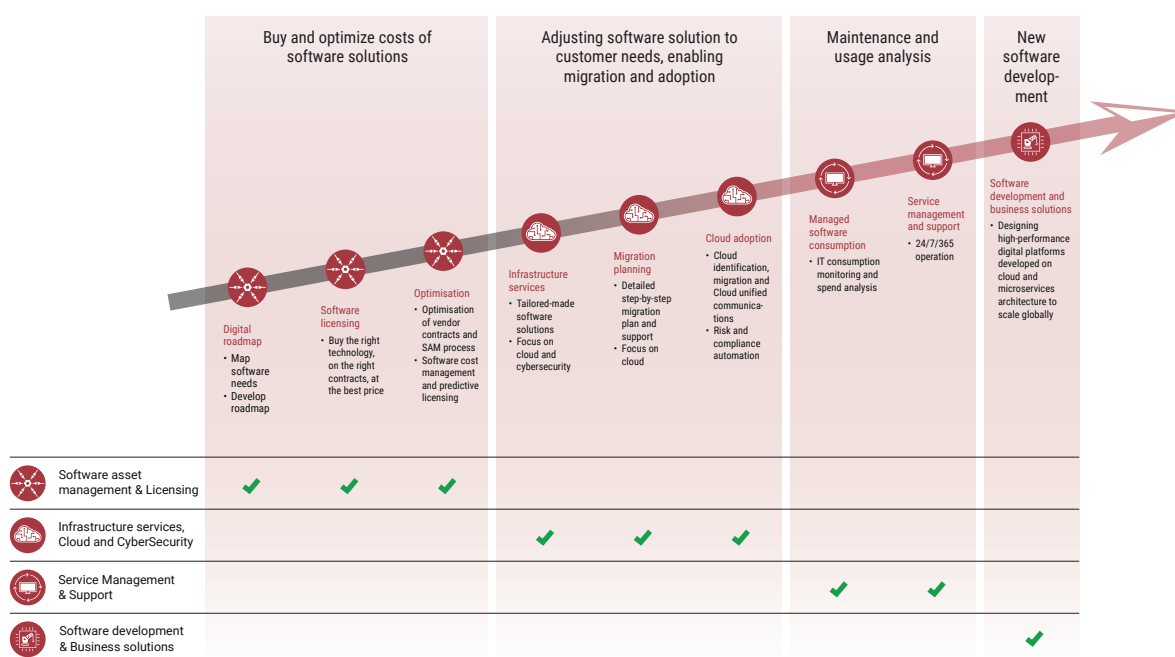 Buy and optimize costs of
software solutions
Adjusting software solution to
customer needs, enabling
migration and adoption
Maintenance and
usage analysis
New
software
develop-
ment
Digital
roadmap
• Map
software
needs
• Develop
roadmap
Software
licensing
• Buy the right
technology,
on the right
contracts, at
the best price
Optimisation
• Optimisation
of vendor
contracts and
SAM process
• Software cost
management
and predictive
licensing
Infrastructure
services
• Tailored-made
software
solutions
• Focus on
cloud and
cybersecurity
Migration
planning
• Detailed
step-by-step
migration
plan and
support
• Focus on
cloud
Cloud adoption
• Cloud
identification,
migration and
Cloud unified
communica-
tions
• Risk and
compliance
automation
Managed
software
consumption
• IT consumption
monitoring and
spend analysis
Service
management
and support
• 24/7/365
operation
Software
development and
business solutions
• Designing
high-performance
digital platforms
developed on
cloud and
microservices
architecture to
scale globally
Software asset
management & Licensing
Infrastructure services,
Cloud and CyberSecurity
Service Management
& Support
Software development
& Business solutions